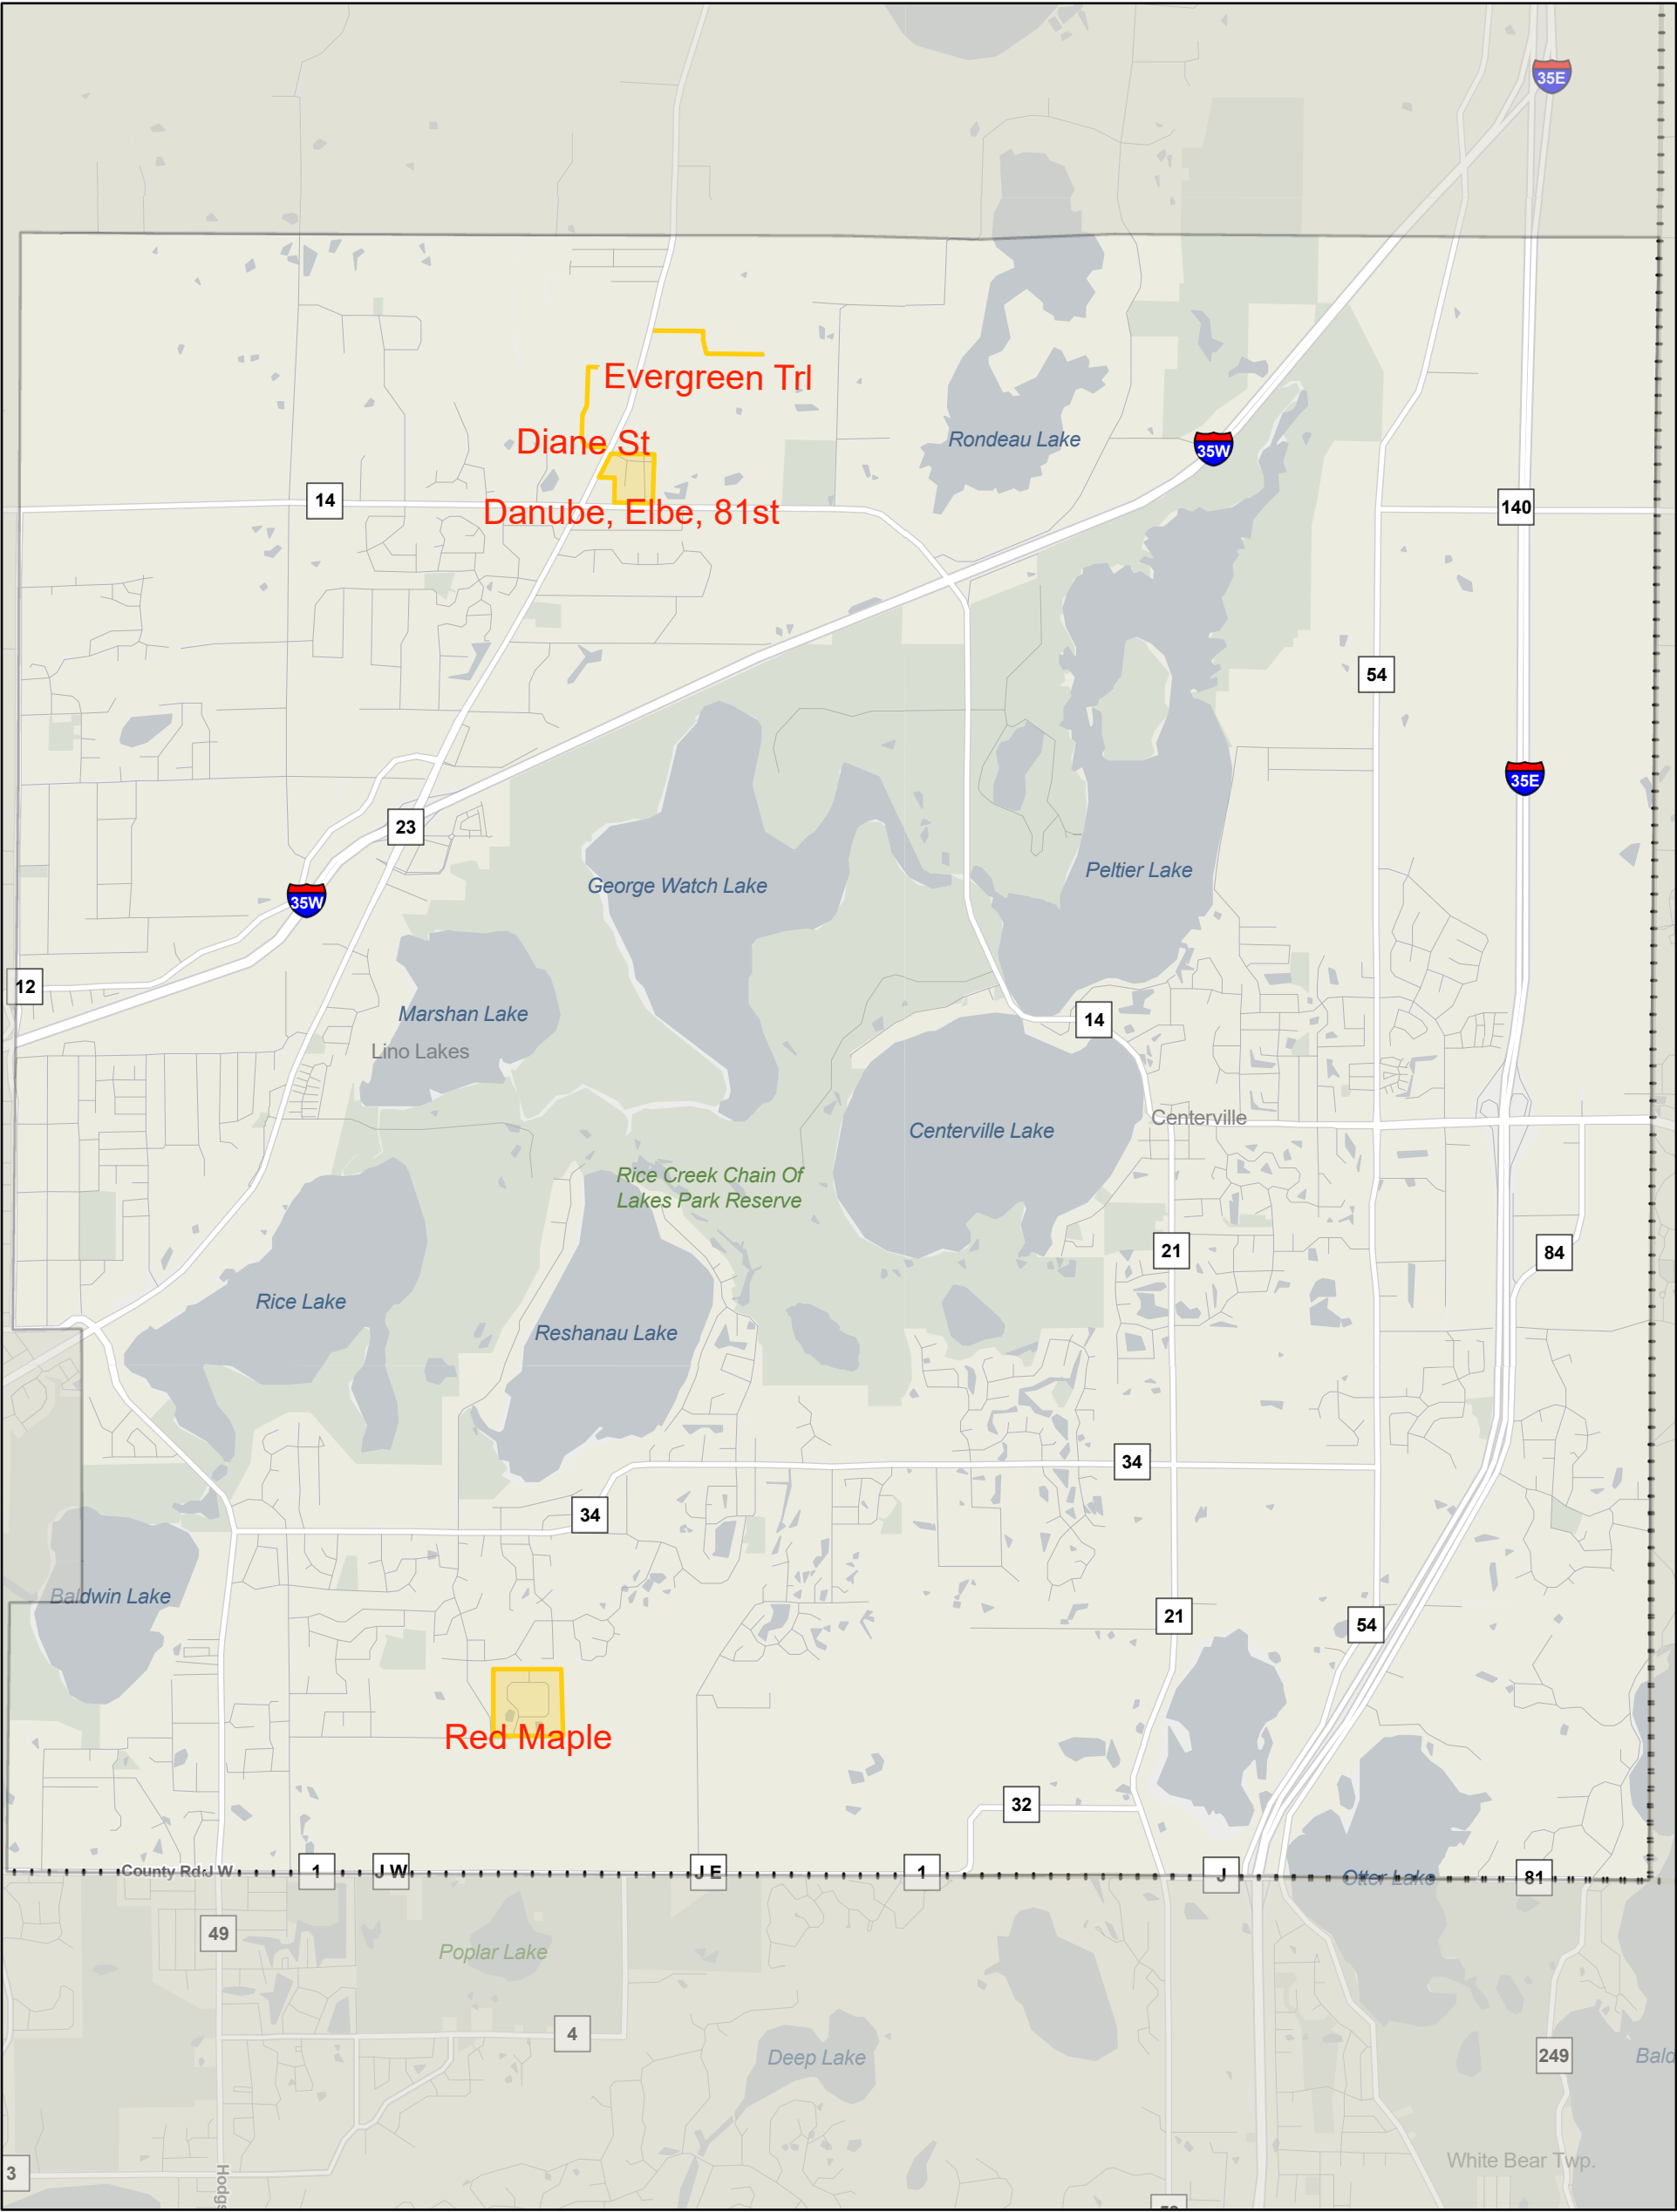 35E
Evergreen Trl
Rondeau Lake
Diane St
35W
14
140
Danube, Elbe, 81st
54
35E
23
Peltier Lake
George Watch Lake
35W
12
Marshan Lake
14
Lino Lakes
Centerville
Centerville Lake
Rice Creek Chain Of
Lakes Park Reserve
21
84
Rice Lake
Reshanau Lake
34
34
Baldwin Lake
21
54
Red Maple
32
County Rd J W
1
J W
J E
1
J
Otter Lake
81
49
Poplar Lake
4
Deep Lake
249
Bald
White Bear Twp.
3
Hodgs